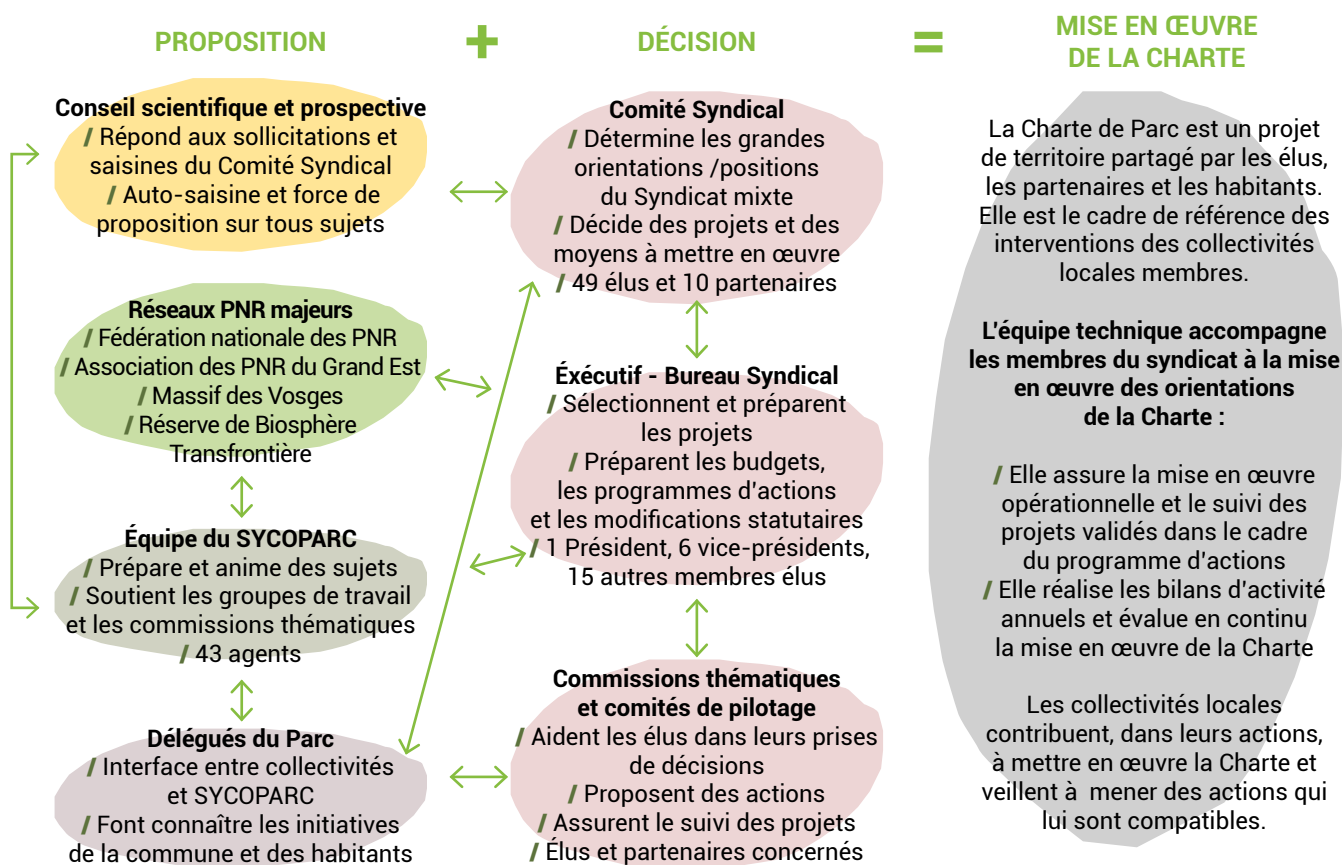 PROPOSITION
+
DÉCISION
=
MISE EN ŒUVRE
DE LA CHARTE
Conseil scientifique et prospective
/ Répond aux sollicitations et
saisines du Comité Syndical
/ Auto-saisine et force de
proposition sur tous sujets
Réseaux PNR majeurs
/ Fédération nationale des PNR
/ Association des PNR du Grand Est
/ Massif des Vosges
/ Réserve de Biosphère
Transfrontière
Équipe du SYCOPARC
/ Prépare et anime des sujets
/ Soutient les groupes de travail
et les commissions thématiques
/ 43 agents
Délégués du Parc
/ Interface entre collectivités
et SYCOPARC
/ Font connaître les initiatives
de la commune et des habitants
Comité Syndical
/ Détermine les grandes
orientations /positions
du Syndicat mixte
/ Décide des projets et des
moyens à mettre en œuvre
/ 49 élus et 10 partenaires
Éxécutif - Bureau Syndical
/ Sélectionnent et préparent
les projets
/ Préparent les budgets,
les programmes d'actions
et les modifications statutaires
/ 1 Président, 6 vice-présidents,
15 autres membres élus
Commissions thématiques
et comités de pilotage
/ Aident les élus dans leurs prises
de décisions
/ Proposent des actions
/ Assurent le suivi des projets
/ Élus et partenaires concernés
La Charte de Parc est un projet
de territoire partagé par les élus,
les partenaires et les habitants.
Elle est le cadre de référence des
interventions des collectivités
locales membres.
L'équipe technique accompagne
les membres du syndicat à la mise
en œuvre des orientations
de la Charte :
/ Elle assure la mise en œuvre
opérationnelle et le suivi des
projets validés dans le cadre
du programme d'actions
/ Elle réalise les bilans d'activité
annuels et évalue en continu
la mise en œuvre de la Charte
Les collectivités locales
contribuent, dans leurs actions,
à mettre en œuvre la Charte et
veillent à mener des actions qui
lui sont compatibles.